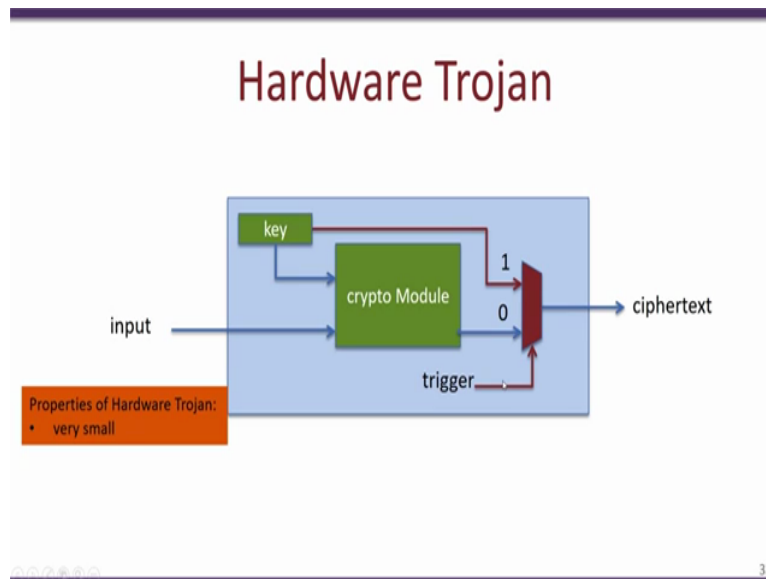 Hardware Trojan
key
1
crypto Module
0
ciphertext
input
trigger
Properties of Hardware Trojan:
• very small
3